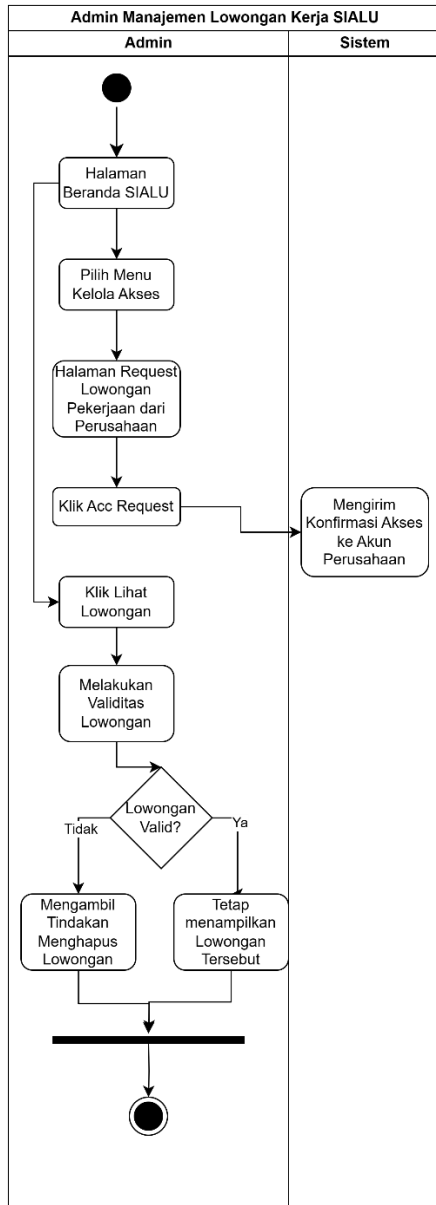 Admin Manajemen Lowongan Kerja SIALU
Admin
Sistem
Halaman
Beranda SIALU
Pilih Menu
Kelola Akses
Halaman Request
Lowongan
Pekerjaan dari
Perusahaan
Klik Acc Request
Mengirim
Konfirmasi Akses
ke Akun
Perusahaan
Klik Lihat
Lowongan
Melakukan
Validitas
Lowongan
Lowongan
Valid?
Tidak
Ya
Mengambil
Tindakan
Menghapus
Lowongan
Tetap
menampilkan
Lowongan
Tersebut